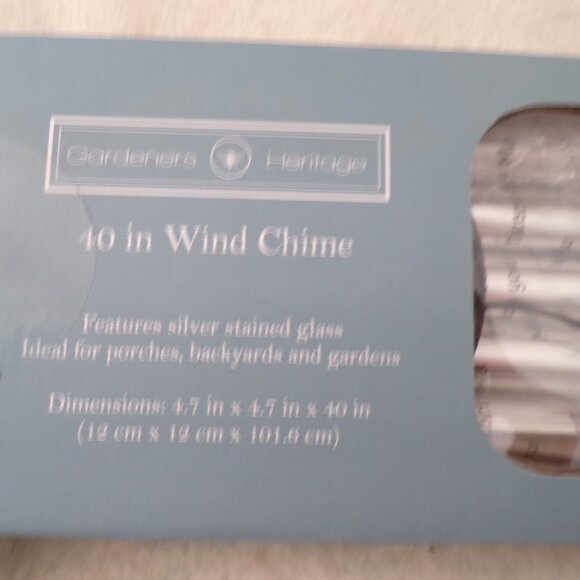 Gardeners Heritage
40 in Wind Chime
Features silver stained glass
Ideal for porches, backyards and gardens
Dimensions: 4.7 in x 4.7 in x 40 in
(12 cm x 12 cm x 101.6 cm)
your